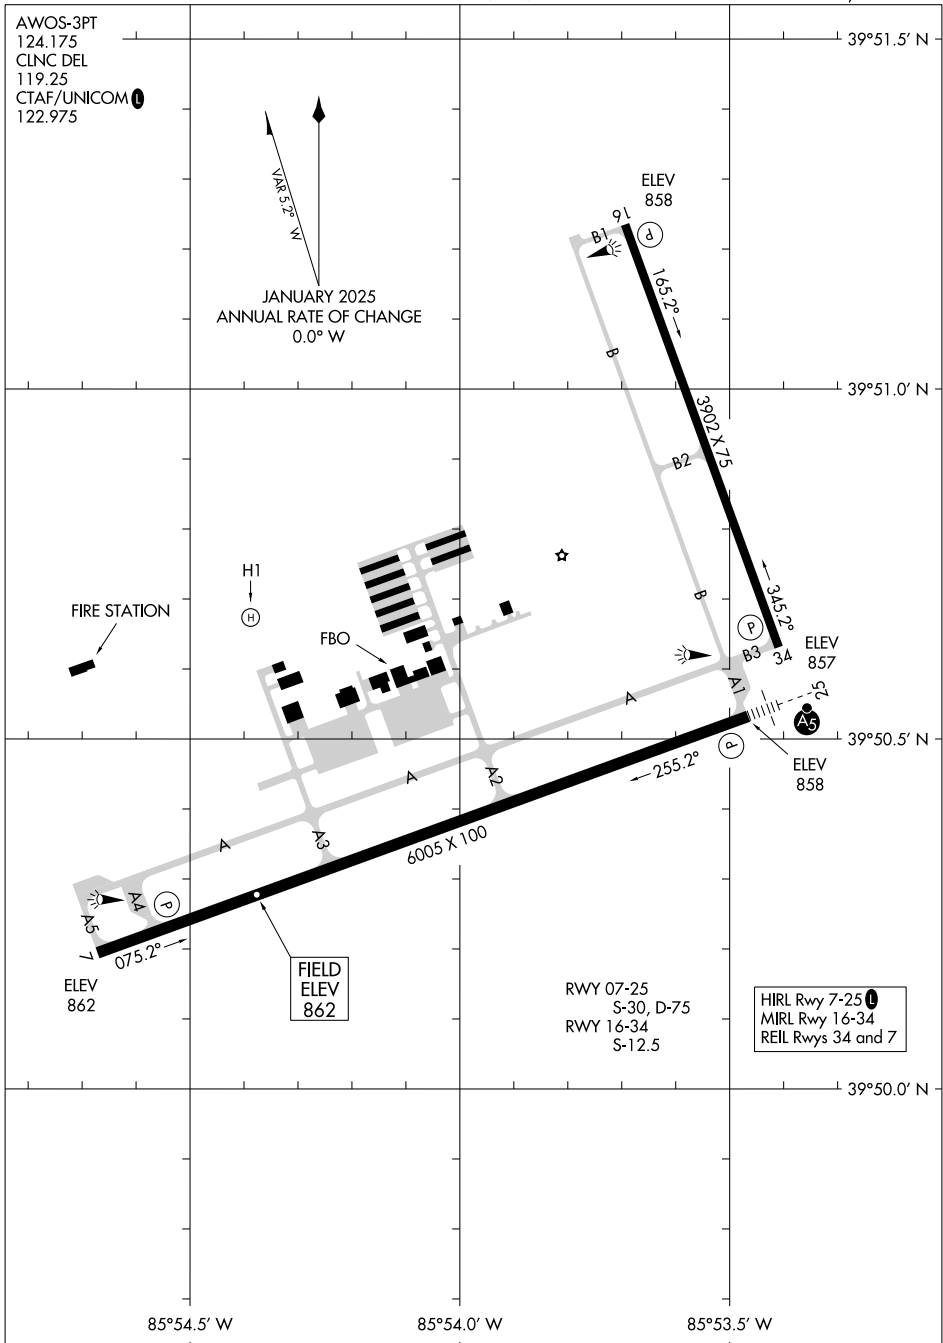 AWOS-3PT
124.175
CLNC DEL
119.25
CTAF/UNICOM L
122.975
39°51.5' N
VAR 5.2° W
JANUARY 2025
ANNUAL RATE OF CHANGE
0.0° W
ELEV
858
16
P
B1
165.2°
B
39°51.0' N
3902 X 75
B2
H1
H
FIRE STATION
FBO
B
345.2°
P
B3
34
ELEV
857
A1
25
A5
A
39°50.5' N
P
ELEV
858
255.2°
A
A2
A3
6005 X 100
A
A4
P
A5
7
075.2°
ELEV
862
FIELD
ELEV
862
RWY 07-25
S-30, D-75
RWY 16-34
S-12.5
HIRL Rwy 7-25 L
MIRL Rwy 16-34
REIL Rwys 34 and 7
39°50.0' N
85°54.5' W
85°54.0' W
85°53.5' W